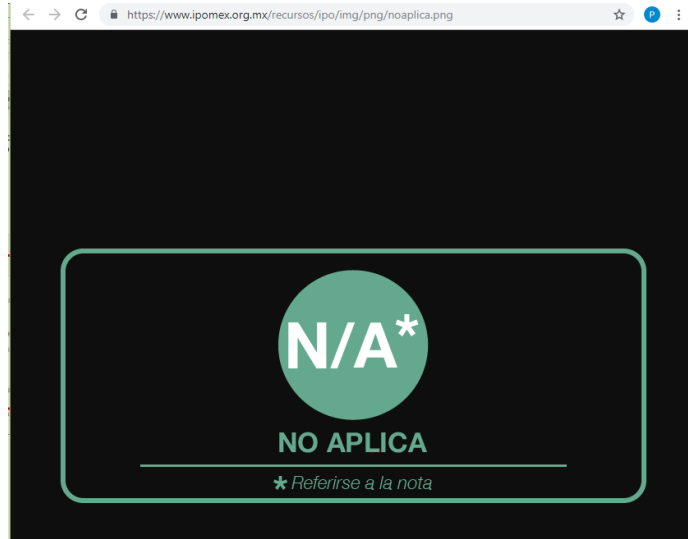 https://www.ipomex.org.mx/recursos/ipo/img/png/noaplica.png
P
N/A*
NO APLICA
* Referirse a la nota